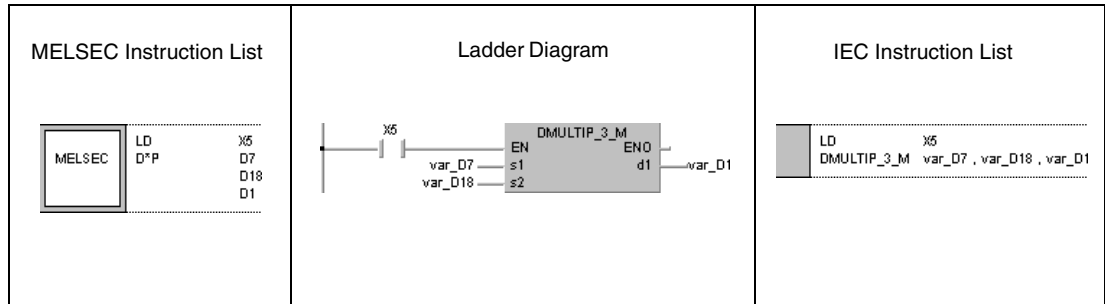 MELSEC Instruction List
MELSEC
LD X5
D*P D7
D18
D1
Ladder Diagram
X5
DMULTIP_3_M
EN ENO
var_D7 s1 d1 var_D1
var_D18 s2
IEC Instruction List
LD X5
DMULTIP_3_M var_D7 , var_D18 , var_D1